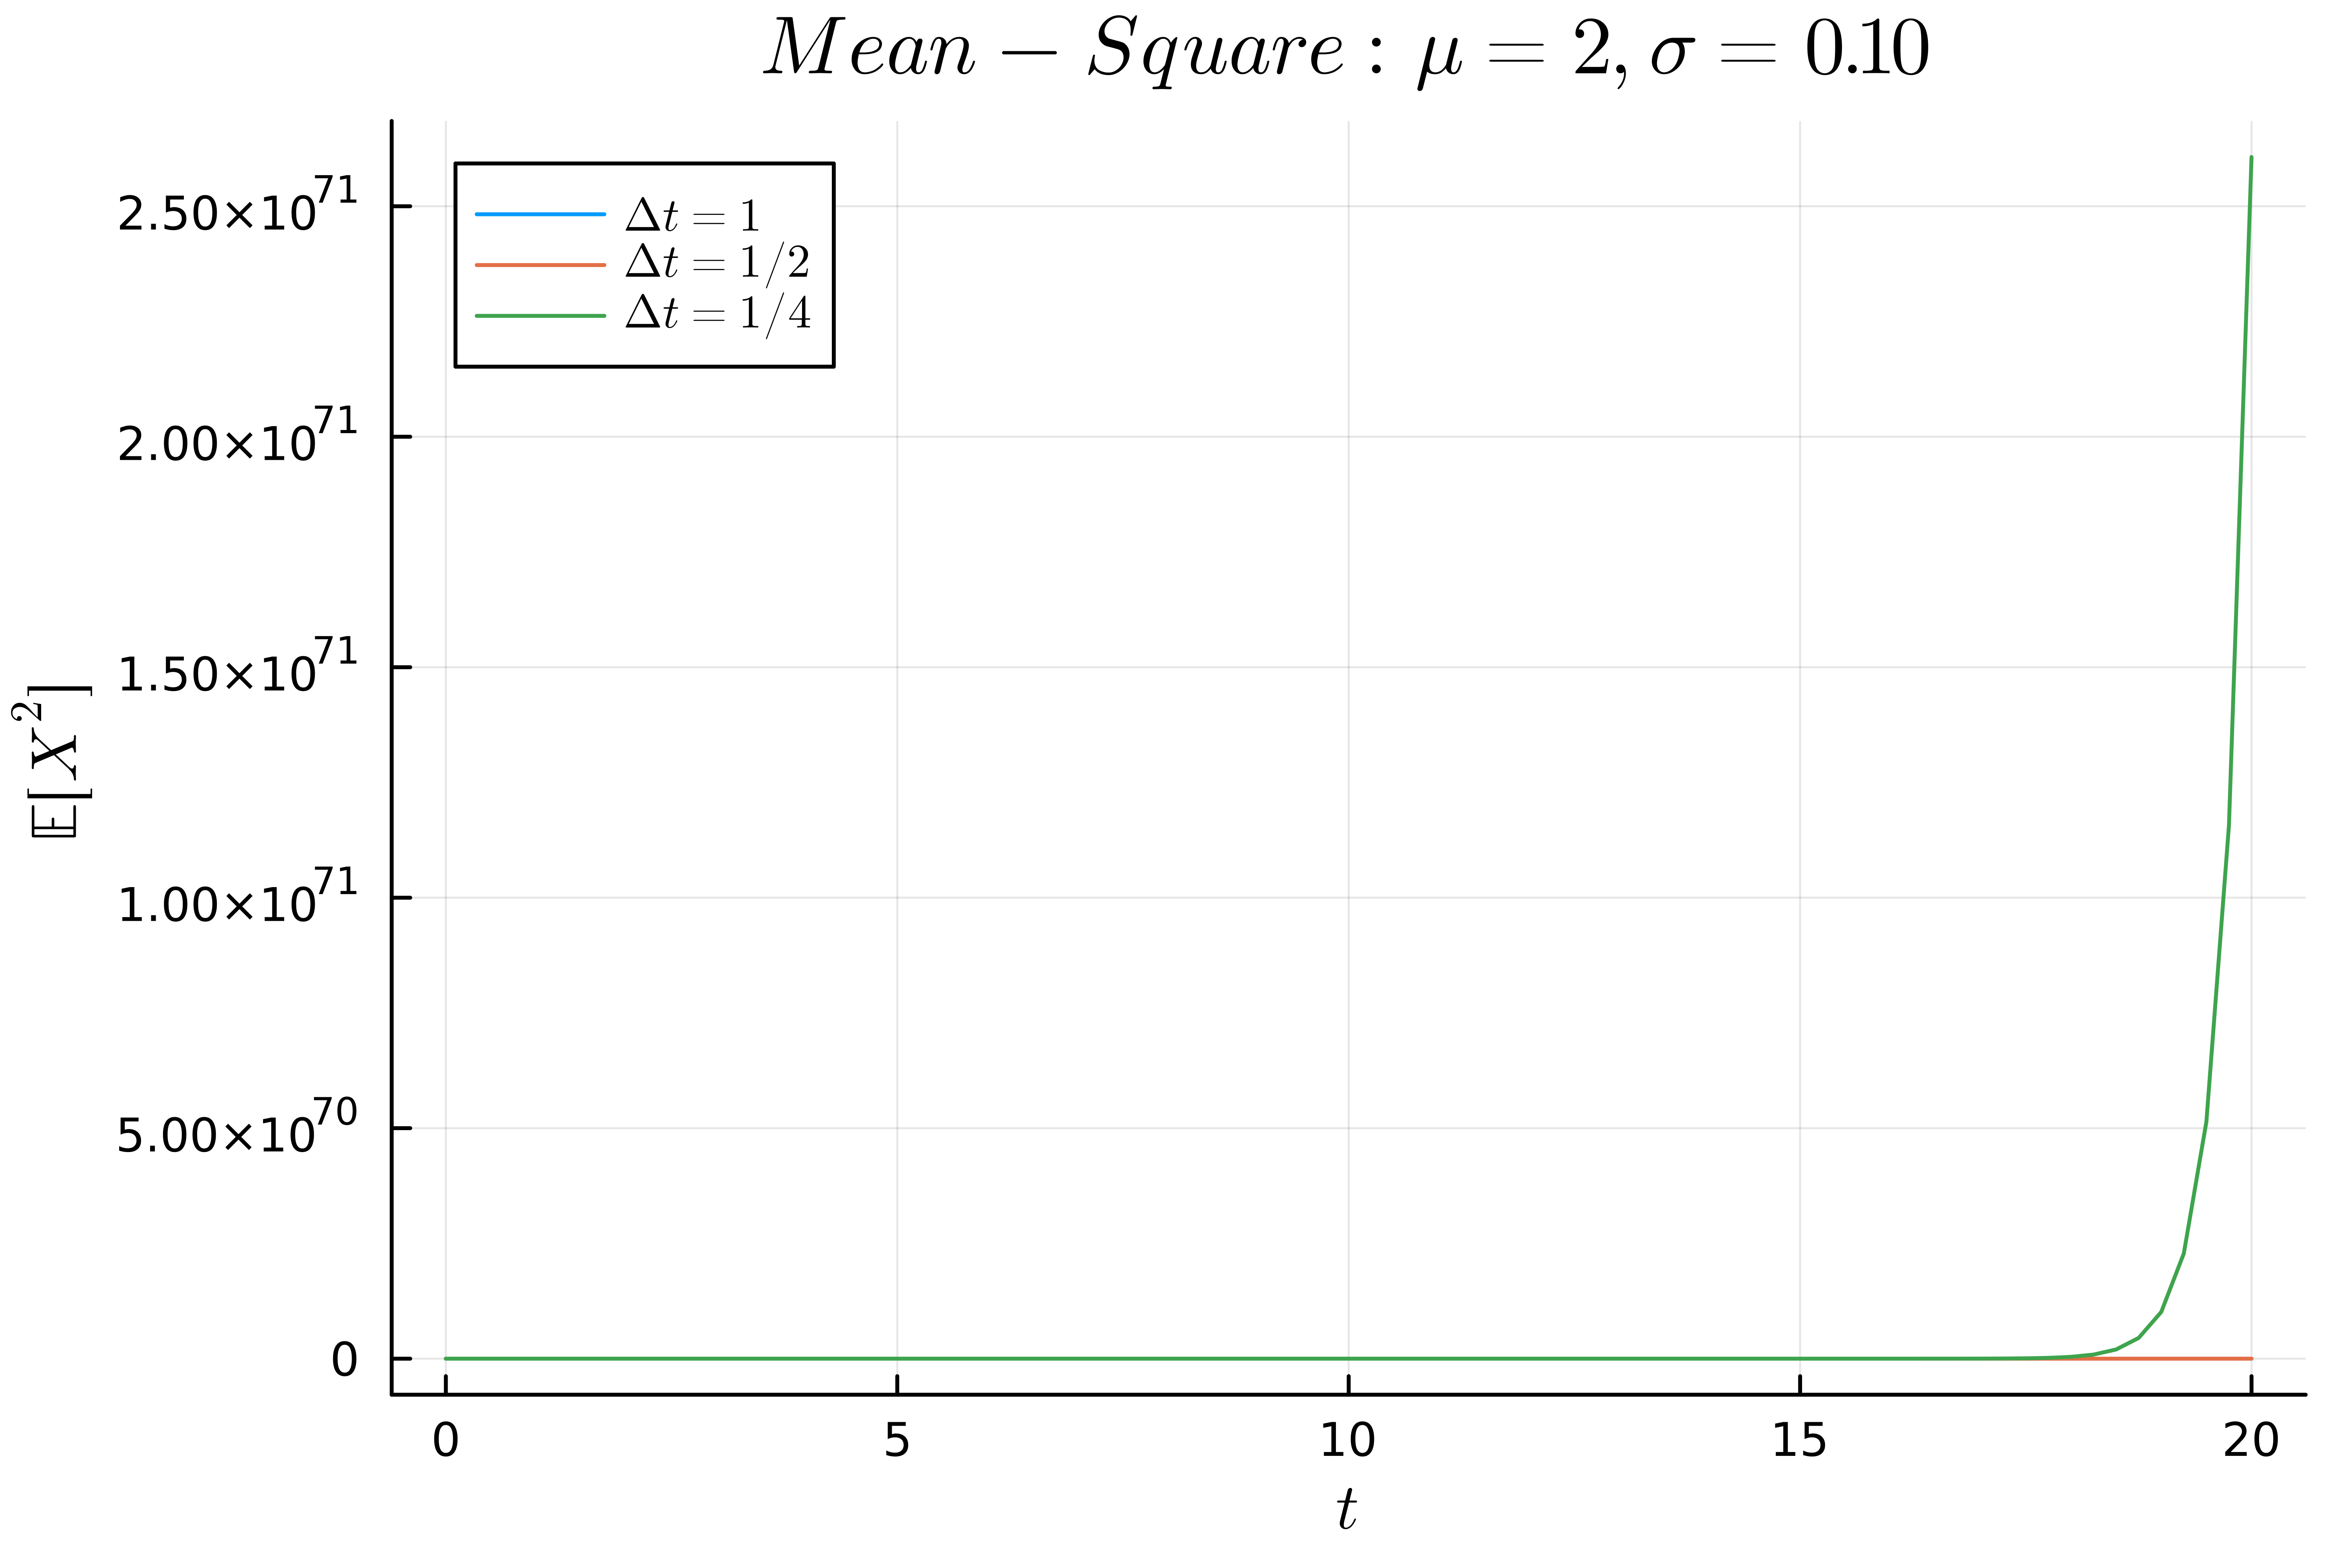 Mean − Square : μ = 2, σ = 0.10
2.50×10^71
2.00×10^71
1.50×10^71
1.00×10^71
5.00×10^70
0
𝔼[X²]
Δt = 1
Δt = 1/2
Δt = 1/4
0 5 10 15 20
t